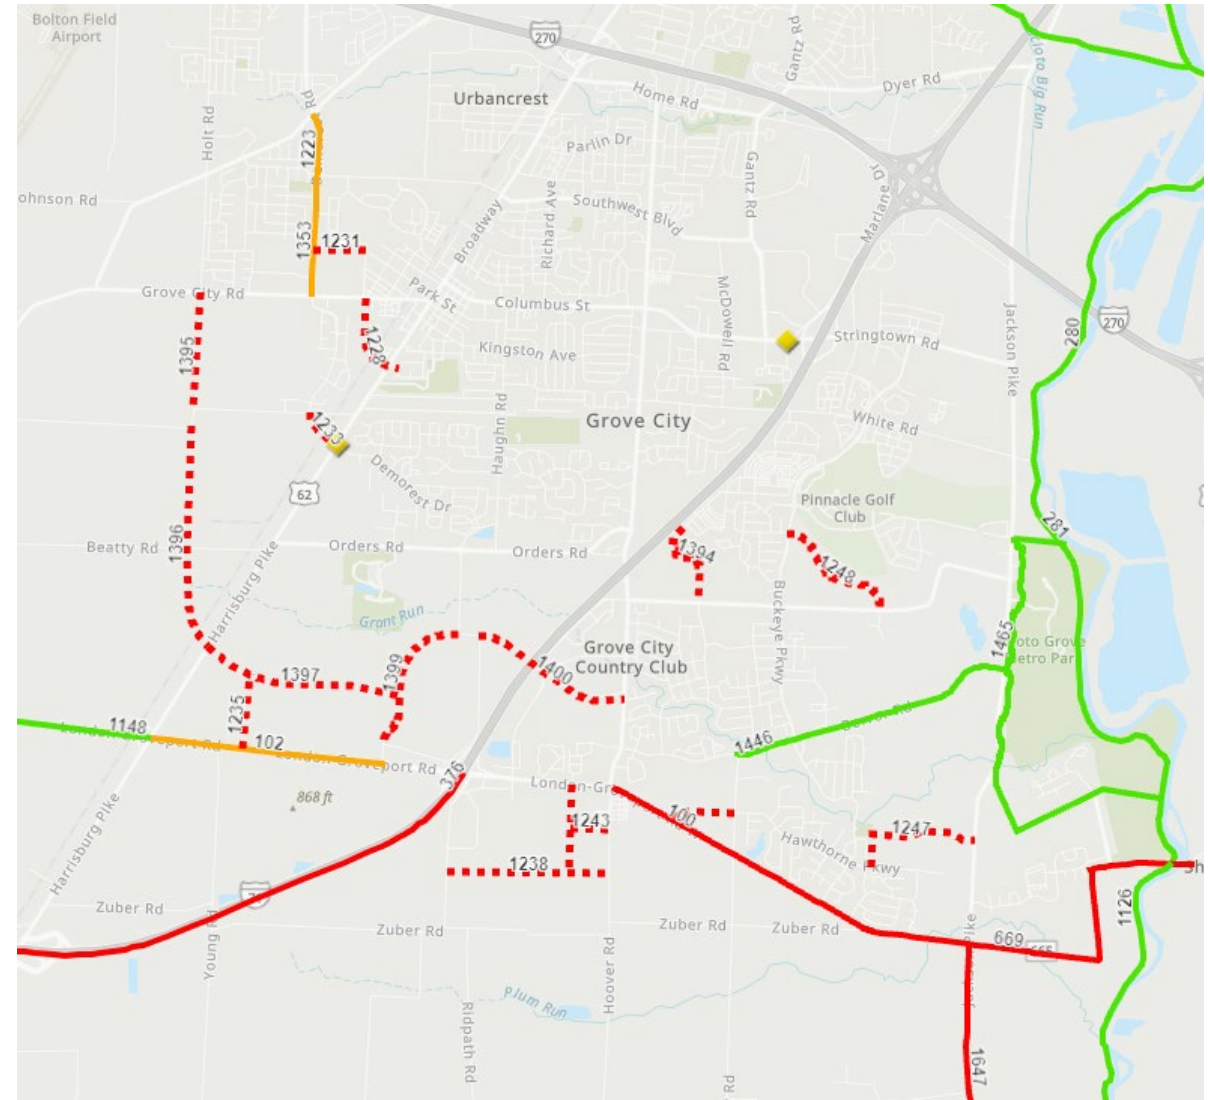 Bolton Field
Airport
270
Gantz Rd
Dyer Rd
Home Rd
Urbancrest
Rd
Holt Rd
1223
Parlin Dr
Gantz Rd
Marlane Dr
Richard Ave
Southwest Blvd
Broadway
1353
1231
Grove City Rd
Park St
Columbus St
McDowell Rd
Stringtown Rd
Jackson Pike
280
270
1395
1228
Kingston Ave
Haughn Rd
Grove City
White Rd
1233
Demorest Dr
62
Pinnacle Golf
Club
281
1396
Beatty Rd
Orders Rd
Orders Rd
1394
1248
Harrisburg Pike
Grant Run
Buckeye Pkwy
1465
Grove City
Country Club
1397
1399
1400
1235
1148
102
London Groveport Rd
1446
376
868 ft
100
1243
1247
Hawthorne Pkwy
1238
Harrisburg Pike
Zuber Rd
Young Rd
Zuber Rd
Zuber Rd
Zuber Rd
Hoover Rd
Pike
669
665
1126
Sh
Plum Run
Ridpath Rd
Rd
1647